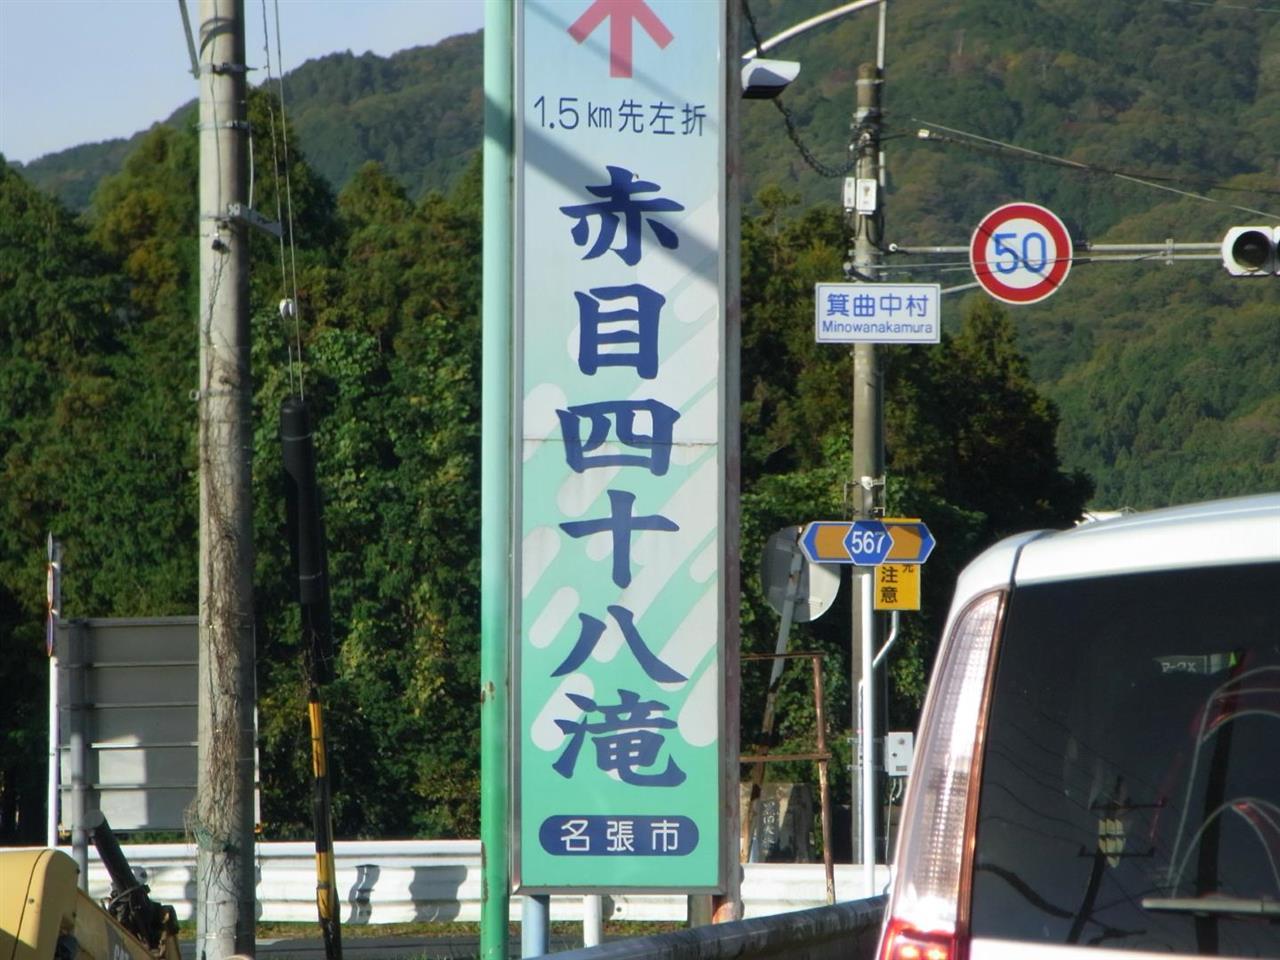 1.5km先左折
赤目四十八滝
名張市
50
箕曲中村
Minowanakamura
567
注意